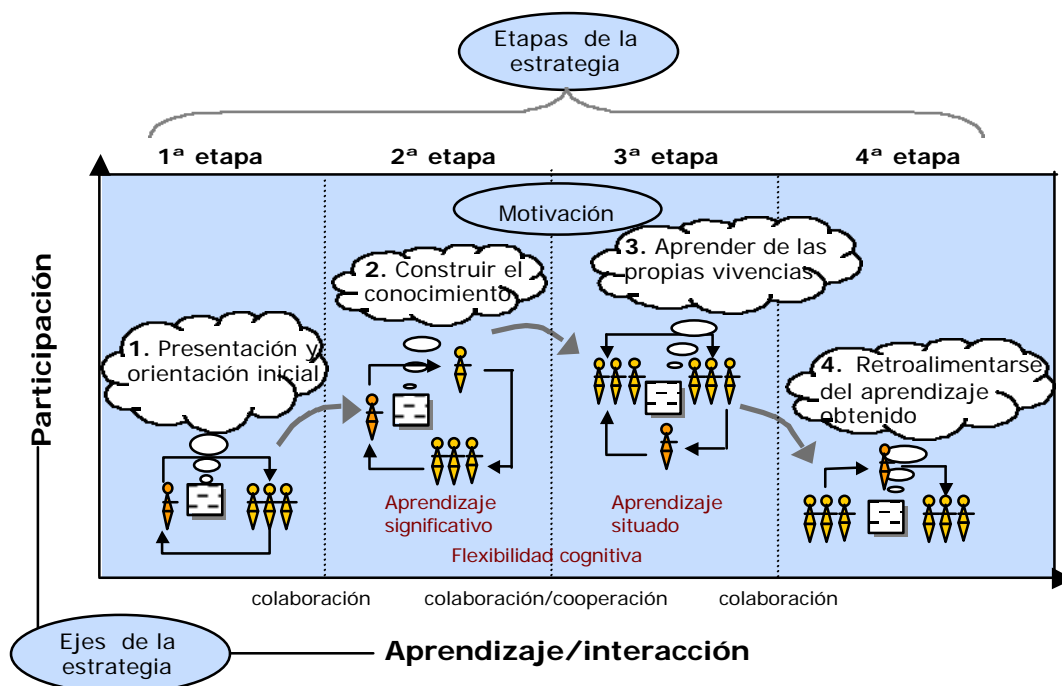 Etapas de la
estrategia
1ª etapa
2ª etapa
3ª etapa
4ª etapa
Motivación
1. Presentación y
orientación inicial
2. Construir el
conocimiento
3. Aprender de las
propias vivencias
4. Retroalimentarse
del aprendizaje
obtenido
Aprendizaje
significativo
Aprendizaje
situado
Flexibilidad cognitiva
Participación
colaboración
colaboración/cooperación
colaboración
Ejes de la
estrategia
Aprendizaje/interacción